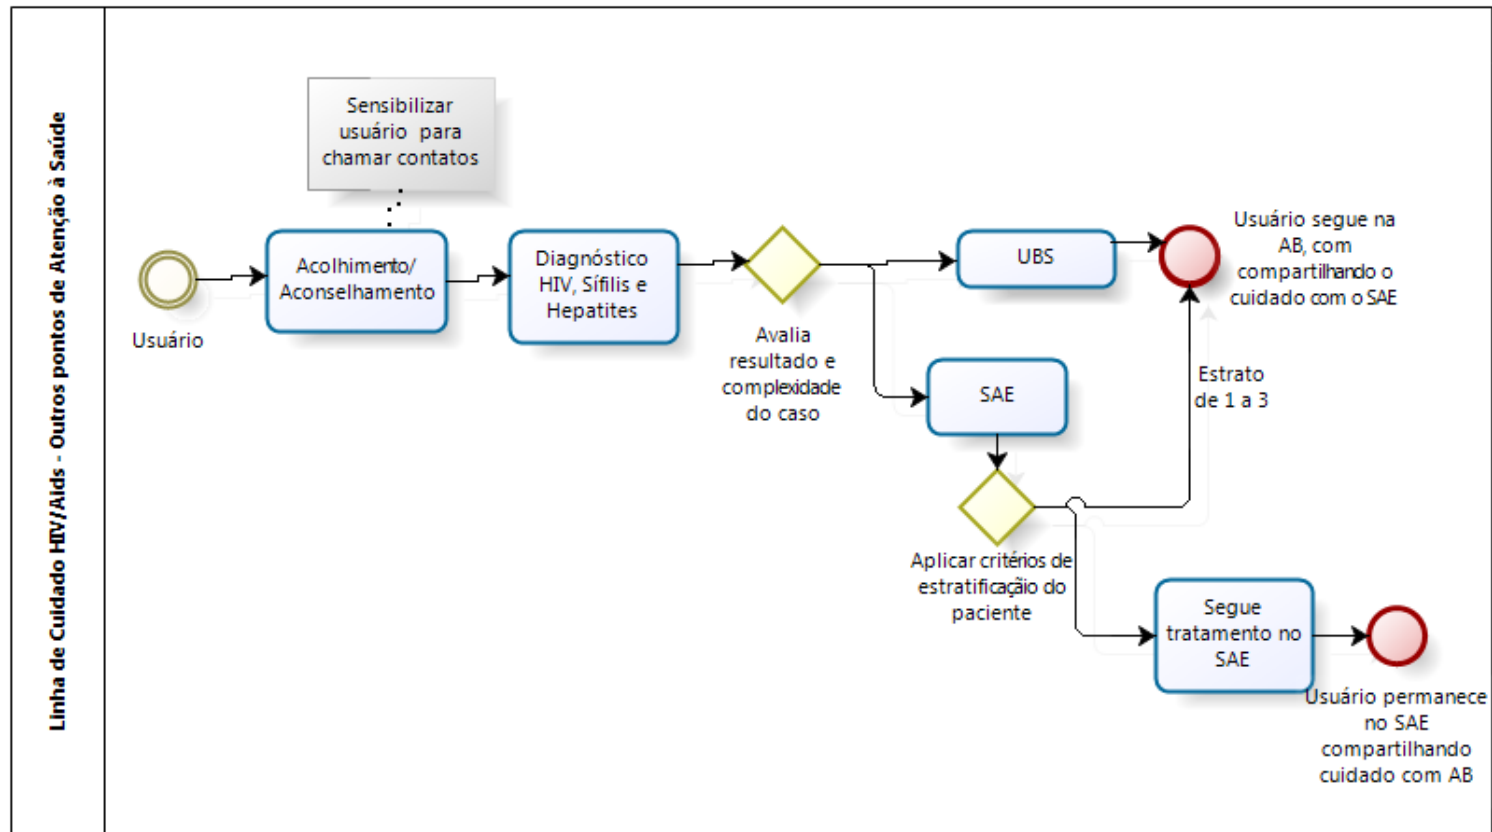 Linha de Cuidado HIV/Aids - Outros pontos de Atenção à Saúde
Sensibilizar
usuário para
chamar contatos
Usuário
Acolhimento/
Aconselhamento
Diagnóstico
HIV, Sífilis e
Hepatites
Avalia
resultado e
complexidade
do caso
UBS
Usuário segue na
AB, com
compartilhando o
cuidado com o SAE
SAE
Estrato
de 1 a 3
Aplicar critérios de
estratificação do
paciente
Segue
tratamento no
SAE
Usuário permanece
no SAE
compartilhando
cuidado com AB